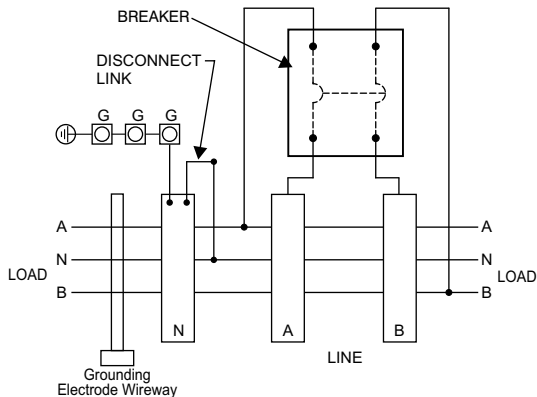 BREAKER
DISCONNECT
LINK
G G G
A A
N N
LOAD LOAD
B B
N A B
LINE
Grounding
Electrode Wireway